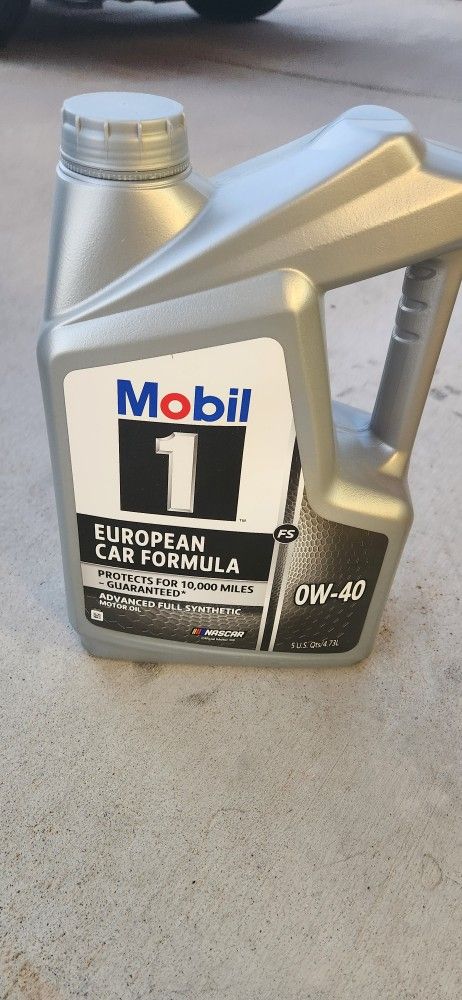 Mobil
1
TM
EUROPEAN
CAR FORMULA
FS
PROTECTS FOR 10,000 MILES
– GUARANTEED*
ADVANCED FULL SYNTHETIC
MOTOR OIL
0W-40
NASCAR
5 U.S. Qts/4.73L